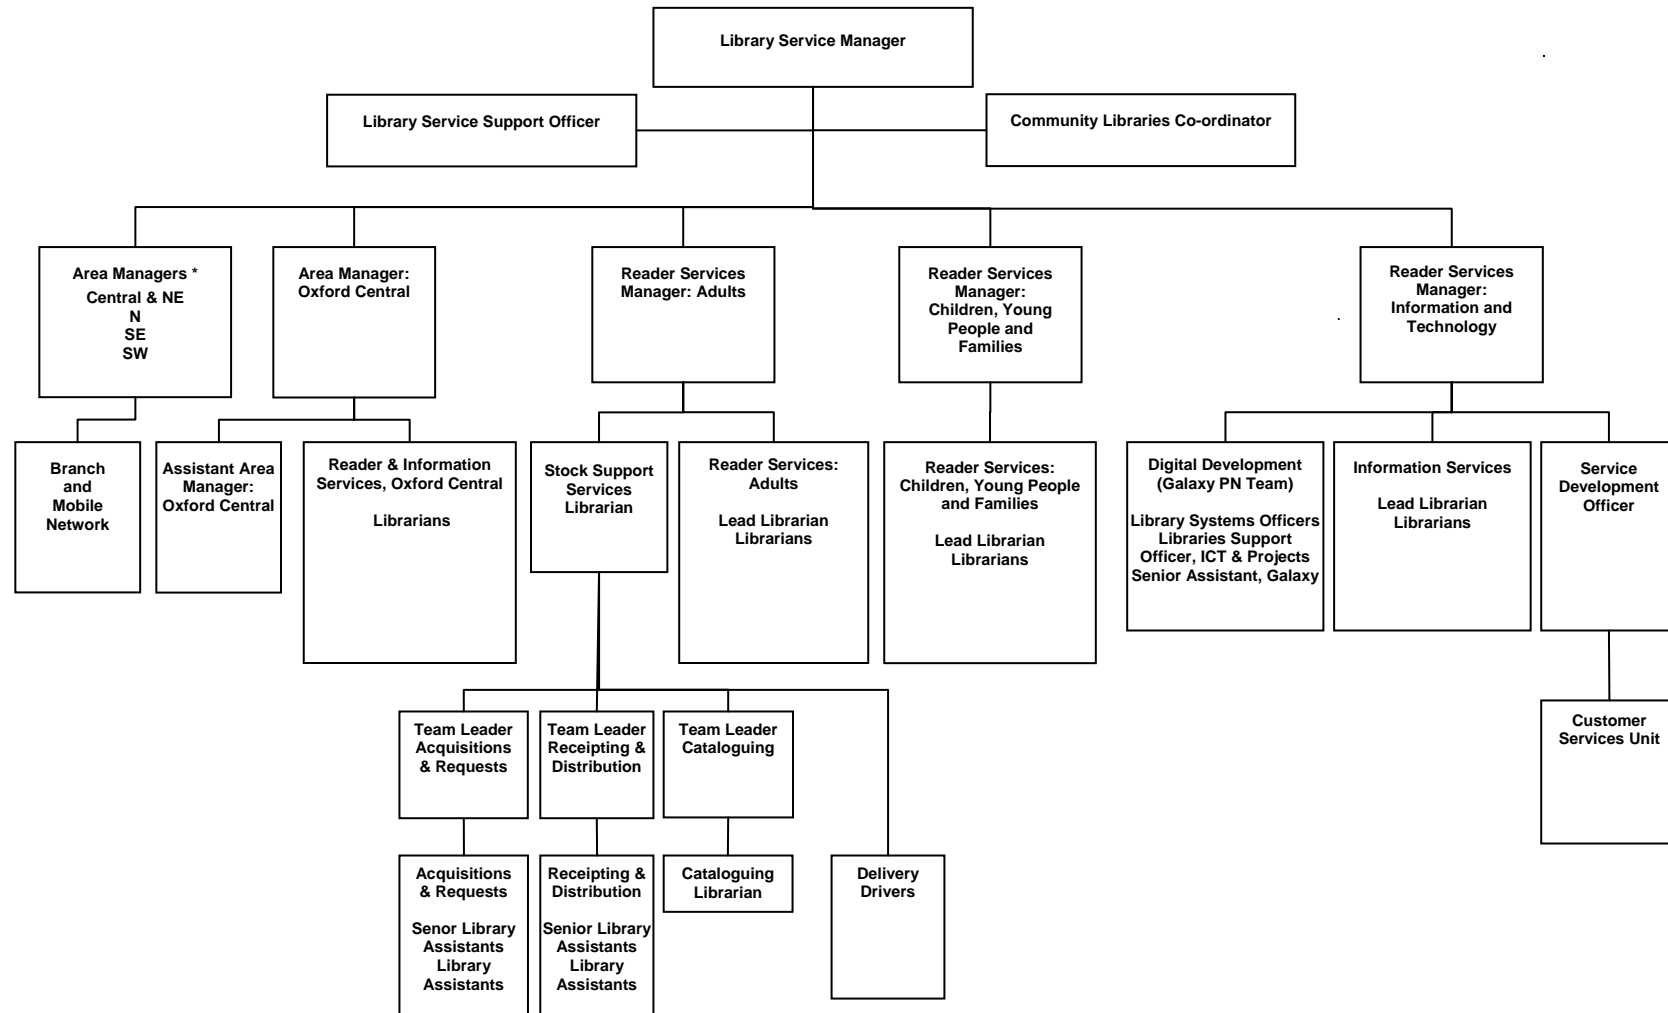 Library Service Manager
Library Service Support Officer
Community Libraries Co-ordinator
Area Managers *
Central & NE
N
SE
SW
Area Manager:
Oxford Central
Reader Services
Manager: Adults
Reader Services
Manager:
Children, Young
People and
Families
Reader Services
Manager:
Information and
Technology
Branch
and
Mobile
Network
Assistant Area
Manager:
Oxford Central
Reader & Information
Services, Oxford Central
Librarians
Stock Support
Services
Librarian
Reader Services:
Adults
Lead Librarian
Librarians
Reader Services:
Children, Young People
and Families
Lead Librarian
Librarians
Digital Development
(Galaxy PN Team)
Library Systems Officers
Libraries Support
Officer, ICT & Projects
Senior Assistant, Galaxy
Information Services
Lead Librarian
Librarians
Service
Development
Officer
Team Leader
Acquisitions
& Requests
Team Leader
Receipting &
Distribution
Team Leader
Cataloguing
Customer
Services Unit
Acquisitions
& Requests
Senor Library
Assistants
Library
Assistants
Receipting &
Distribution
Senior Library
Assistants
Library
Assistants
Cataloguing
Librarian
Delivery
Drivers